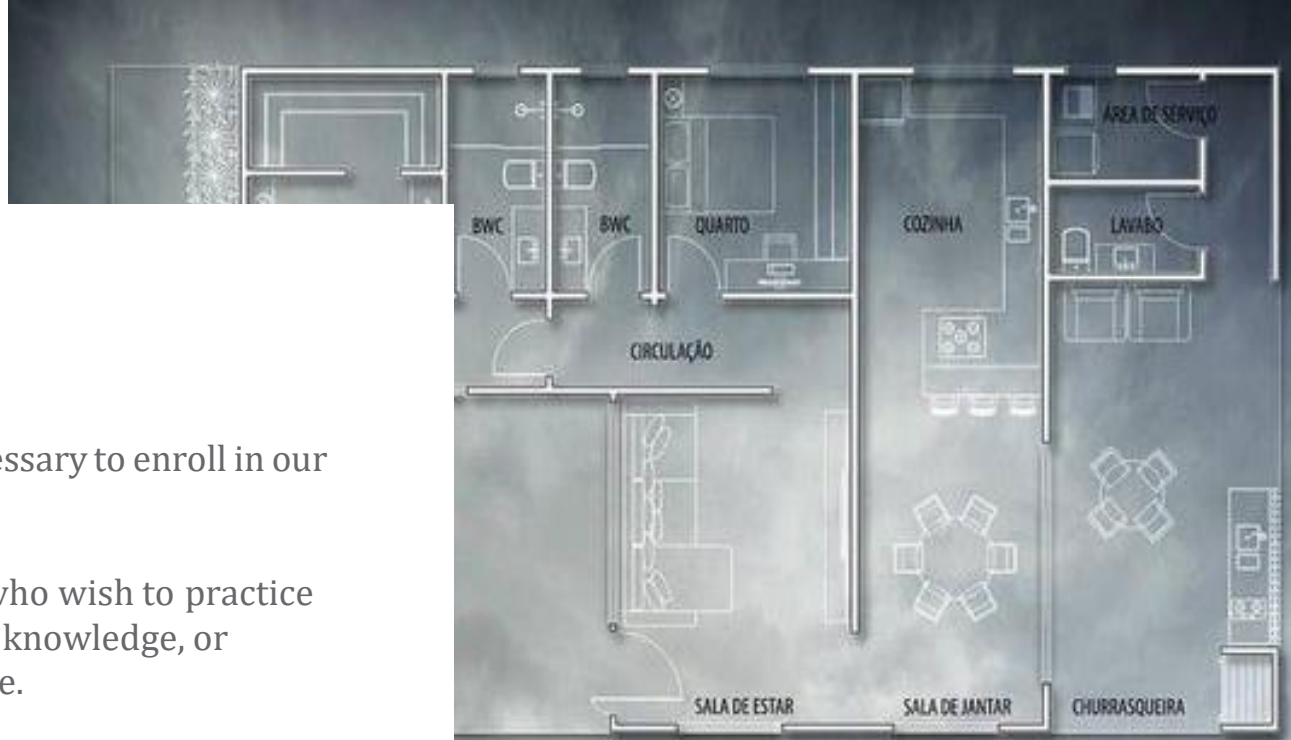 ÁREA DE SERVIÇO
BWC
BWC
QUARTO
COZINHA
LAVABO
CIRCULAÇÃO
essary to enroll in our
who wish to practice
knowledge, or
e.
SALA DE ESTAR
SALA DE JANTAR
CHURRASQUEIRA